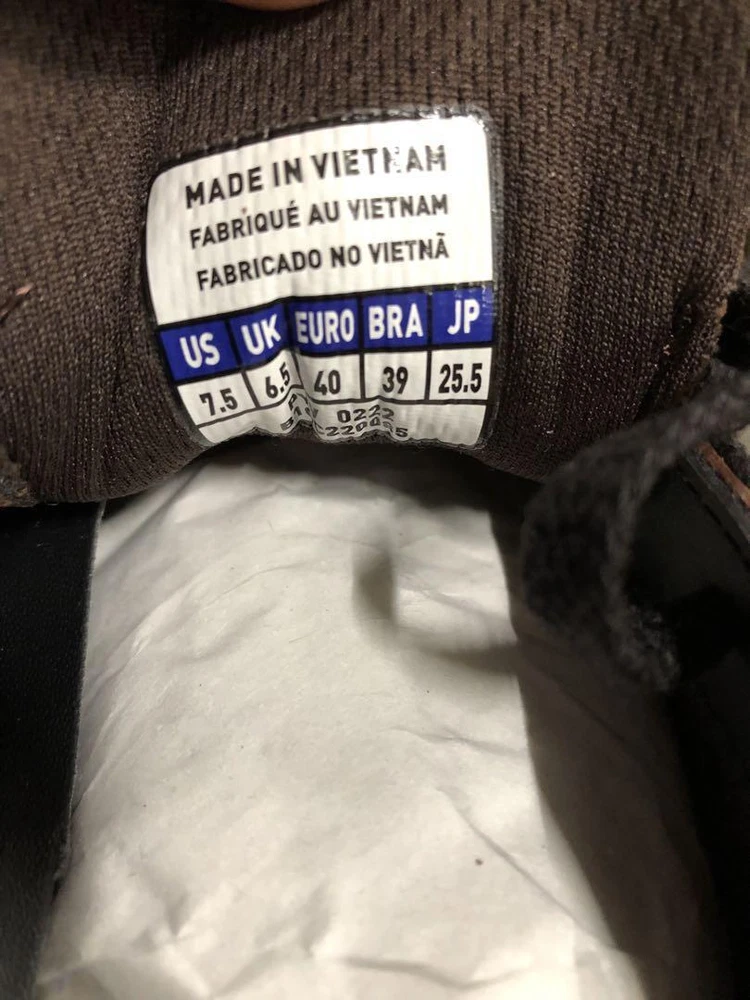 MADE IN VIETNAM
FABRIQUÉ AU VIETNAM
FABRICADO NO VIETNÃ
US UK EURO BRA JP
7.5 6.5 40 39 25.5
0222